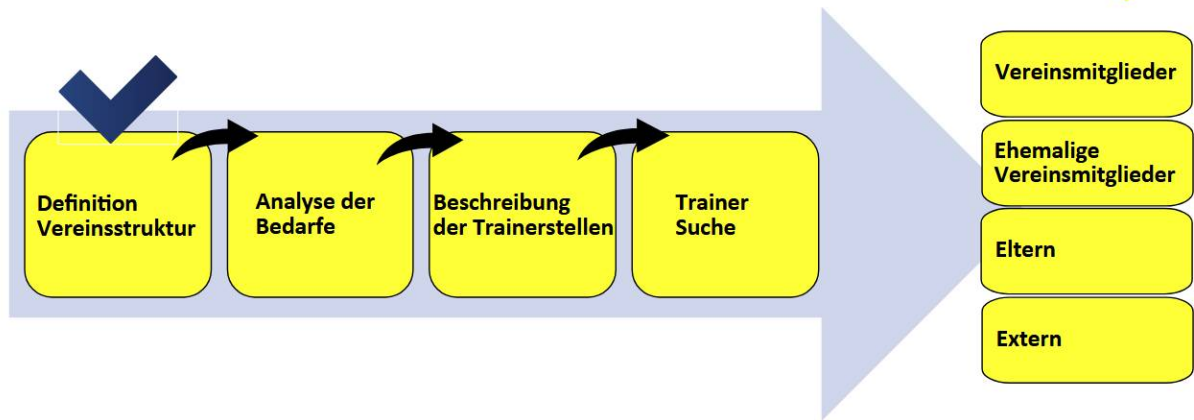 Definition
Vereinsstruktur
Analyse der
Bedarfe
Beschreibung
der Trainerstellen
Trainer
Suche
Vereinsmitglieder
Ehemalige
Vereinsmitglieder
Eltern
Extern